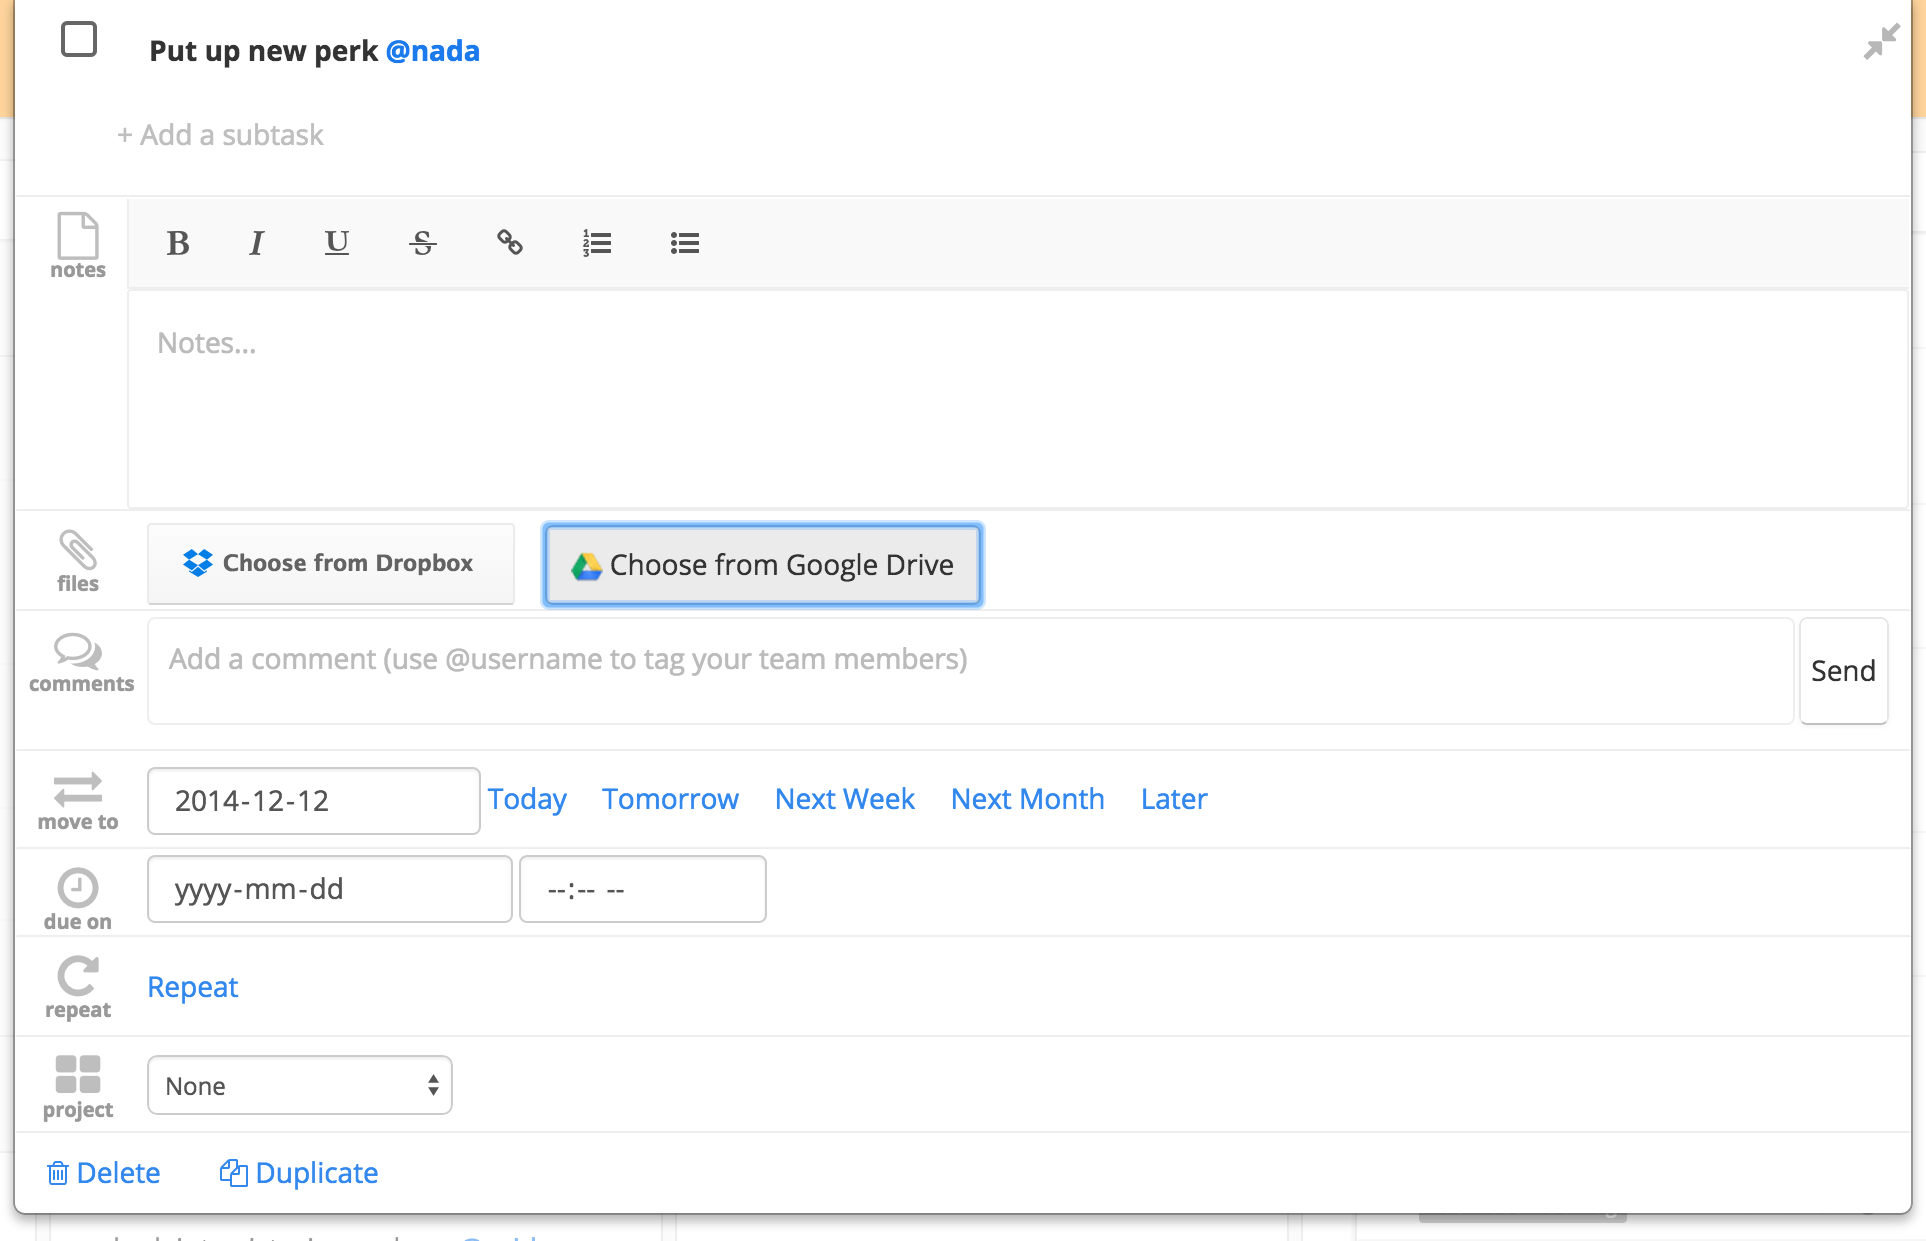 Put up new perk @nada
+ Add a subtask
B I U S
notes
Notes...
files
Choose from Dropbox Choose from Google Drive
comments
Add a comment (use @username to tag your team members)
Send
move to
2014-12-12 Today Tomorrow Next Week Next Month Later
due on
yyyy-mm-dd --:-- --
repeat
Repeat
project
None
Delete Duplicate